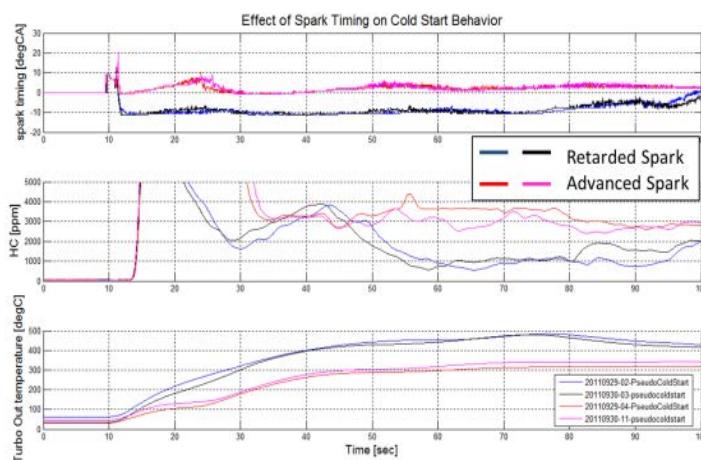 Effect of Spark Timing on Cold Start Behavior
spark timing [degCA]
30
20
10
0
-10
-20
0 10 20 30 40 50 60 70 80 90 100
Retarded Spark
Advanced Spark
HC [ppm]
5000
4000
3000
2000
1000
0
0 10 20 30 40 50 60 70 80 90 100
Turbo Out temperature [degC]
500
400
300
200
100
0
20110929-02-PseudoColdStart
20110930-03-pseudocoldstart
20110929-04-PseudoColdStart
20110930-11-pseudocoldstart
0 10 20 30 40 50 60 70 80 90 100
Time [sec]